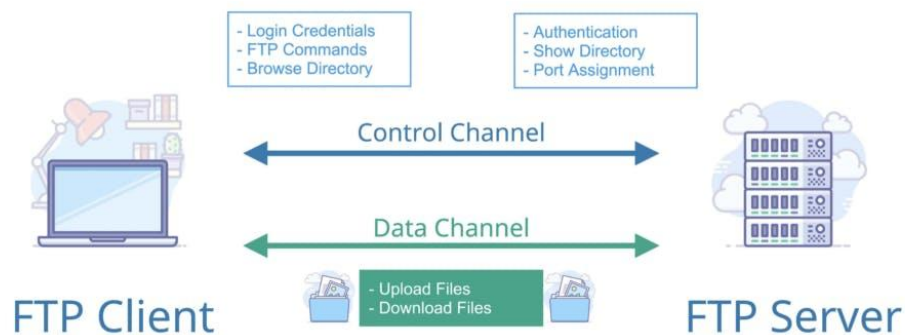 - Login Credentials
- FTP Commands
- Browse Directory
- Authentication
- Show Directory
- Port Assignment
Control Channel
Data Channel
- Upload Files
- Download Files
FTP Client
FTP Server